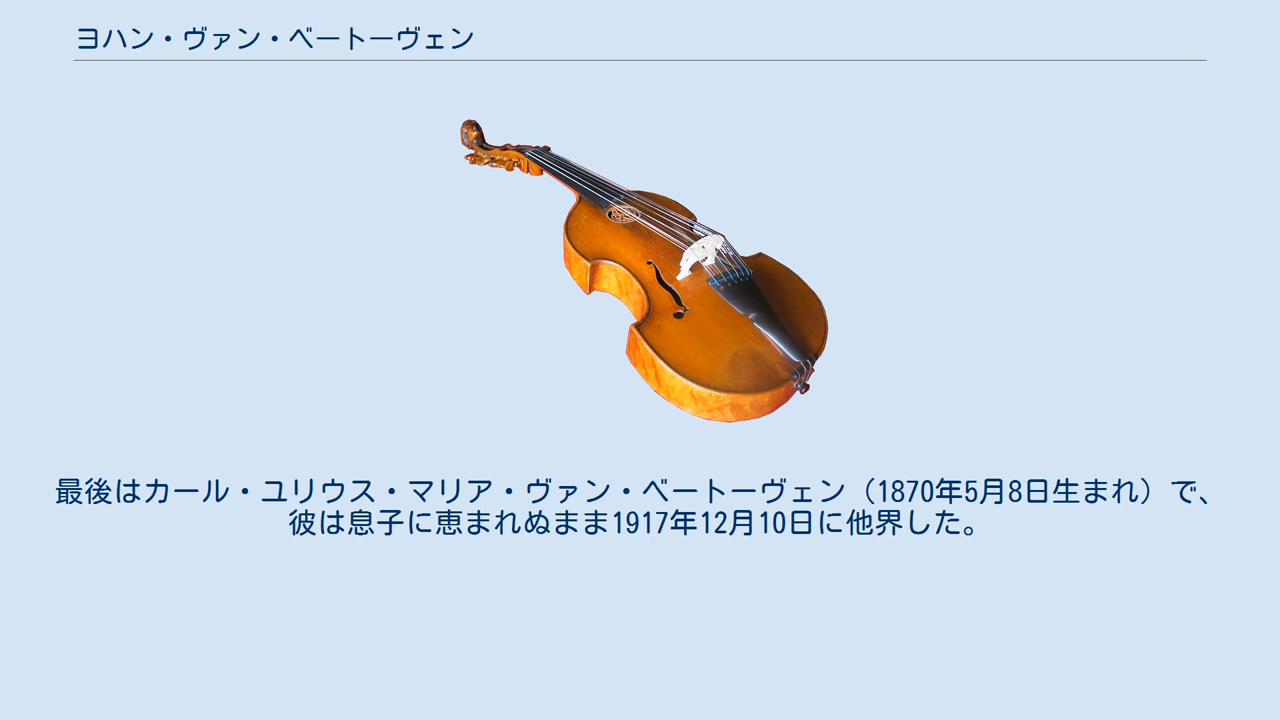 ヨハン・ヴァン・ベートーヴェン
最後はカール・ユリウス・マリア・ヴァン・ベートーヴェン（1870年5月8日生まれ）で、
彼は息子に恵まれぬまま1917年12月10日に他界した。